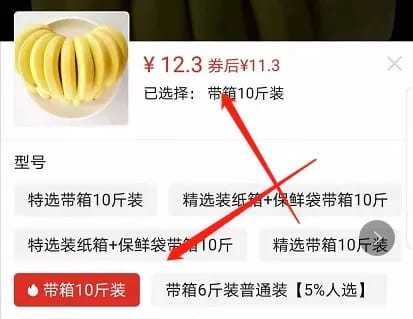 ¥12.3 券后¥11.3
已选择： 带箱10斤装
型号
特选带箱10斤装 精选装纸箱+保鲜袋带箱10斤
特选装纸箱+保鲜袋带箱10斤 精选带箱10斤装
带箱10斤装 带箱6斤装普通装【5%人选】